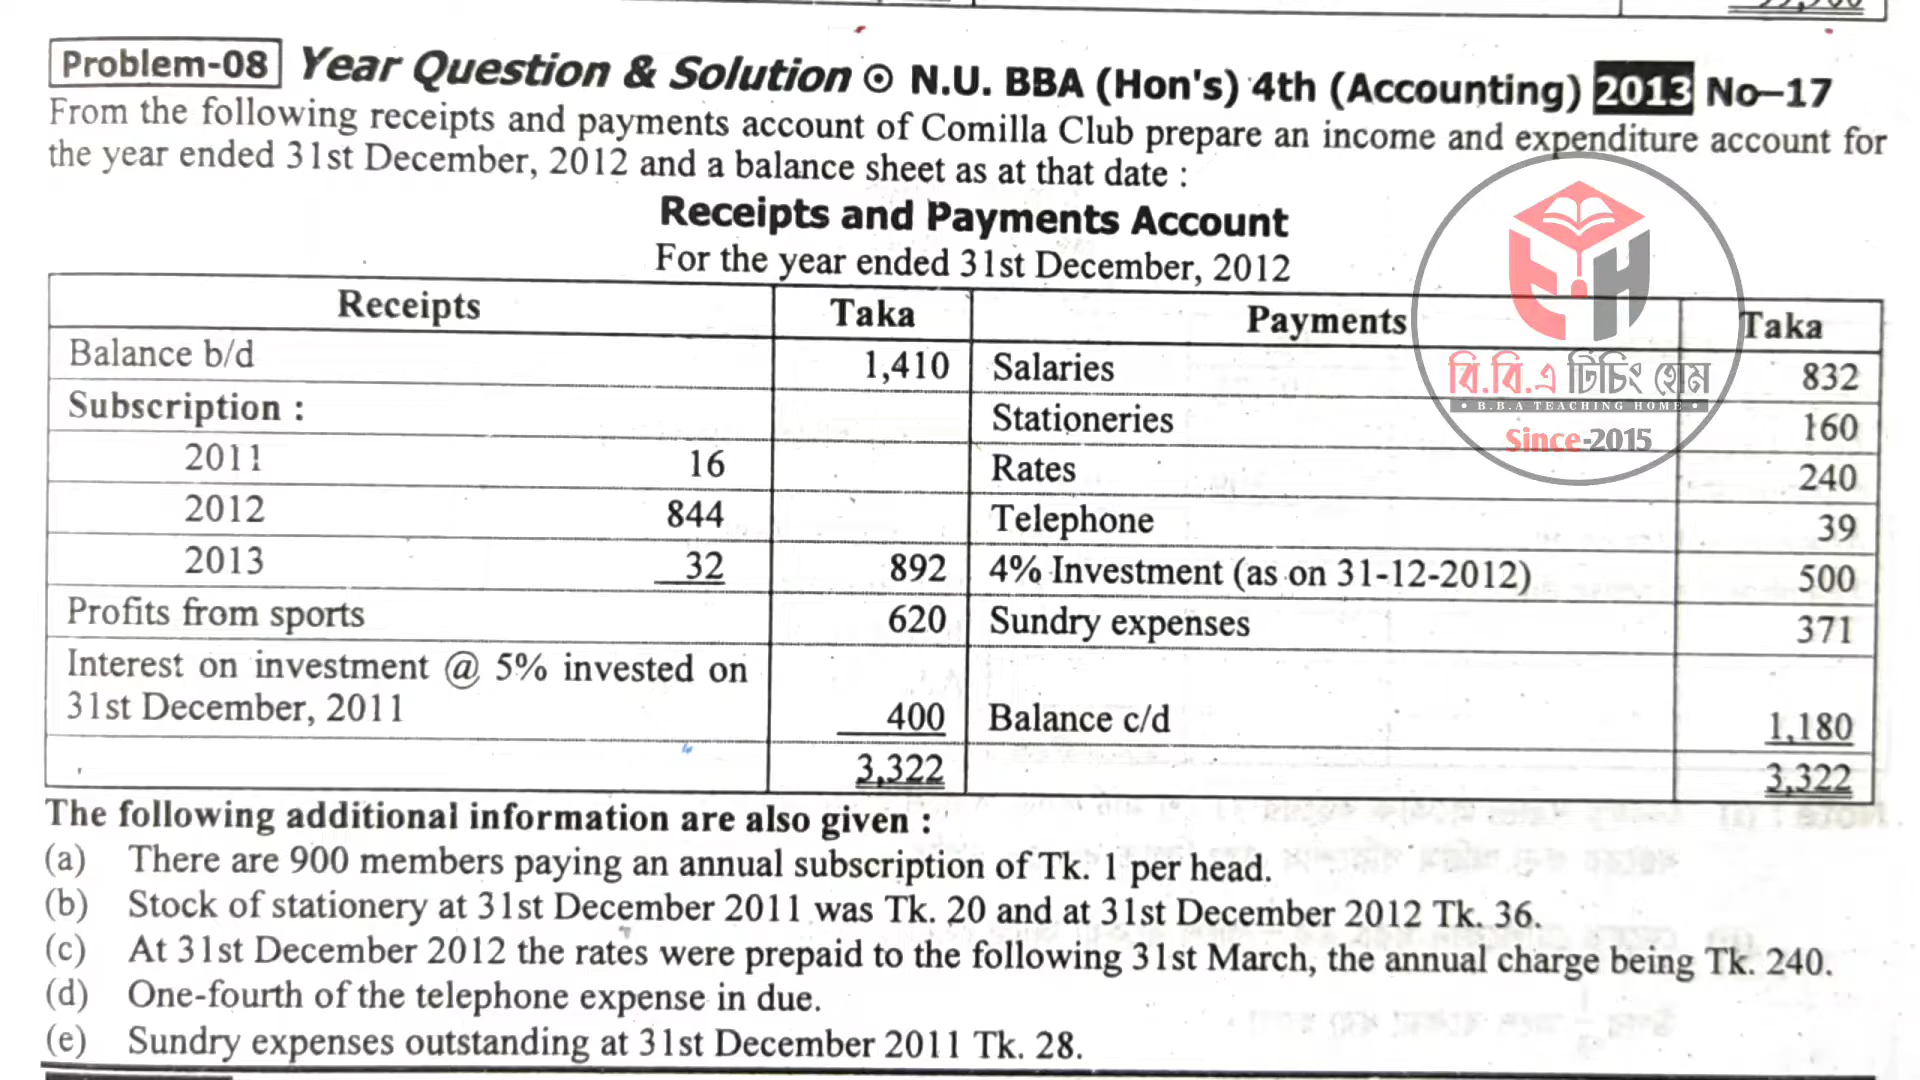 Problem-08 Year Question & Solution ⊙ N.U. BBA (Hon's) 4th (Accounting) 2013 No–17
From the following receipts and payments account of Comilla Club prepare an income and expenditure account for
the year ended 31st December, 2012 and a balance sheet as at that date :
Receipts and Payments Account
For the year ended 31st December, 2012
Receipts Taka Payments Taka
Balance b/d 1,410 Salaries 832
Subscription : Stationeries 160
2011 16 Rates 240
2012 844 Telephone 39
2013 32 892 4% Investment (as on 31-12-2012) 500
Profits from sports 620 Sundry expenses 371
Interest on investment @ 5% invested on
31st December, 2011 400 Balance c/d 1,180
3,322 3,322
The following additional information are also given :
(a) There are 900 members paying an annual subscription of Tk. 1 per head.
(b) Stock of stationery at 31st December 2011 was Tk. 20 and at 31st December 2012 Tk. 36.
(c) At 31st December 2012 the rates were prepaid to the following 31st March, the annual charge being Tk. 240.
(d) One-fourth of the telephone expense in due.
(e) Sundry expenses outstanding at 31st December 2011 Tk. 28.
বি.বি.এ টিচিং হোম
• B.B.A TEACHING HOME •
Since-2015